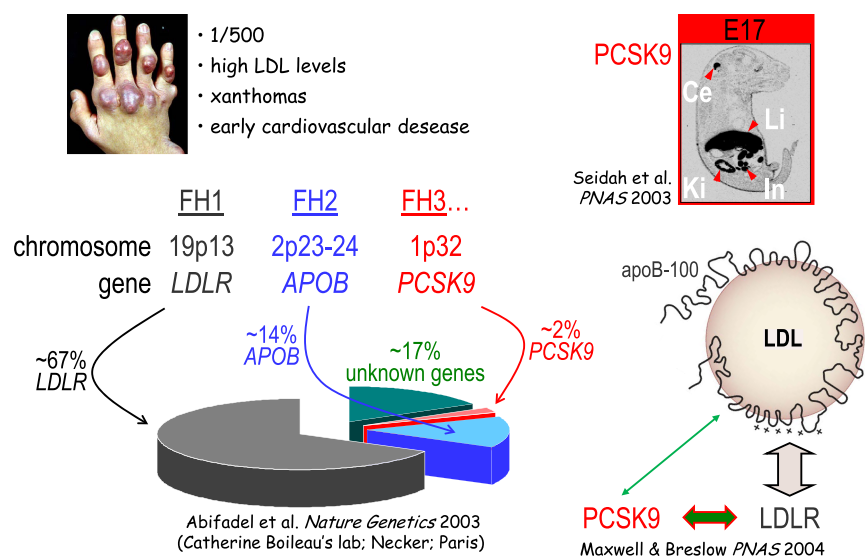 • 1/500
• high LDL levels
• xanthomas
• early cardiovascular desease
E17
PCSK9
Ce
Li
Ki
In
Seidah et al.
PNAS 2003
FH1 FH2 FH3...
chromosome 19p13 2p23-24 1p32
gene LDLR APOB PCSK9
~67%
LDLR
~14%
APOB
~17%
unknown genes
~2%
PCSK9
Abifadel et al. Nature Genetics 2003
(Catherine Boileau's lab; Necker; Paris)
apoB-100
LDL
+++++
PCSK9
LDLR
Maxwell & Breslow PNAS 2004